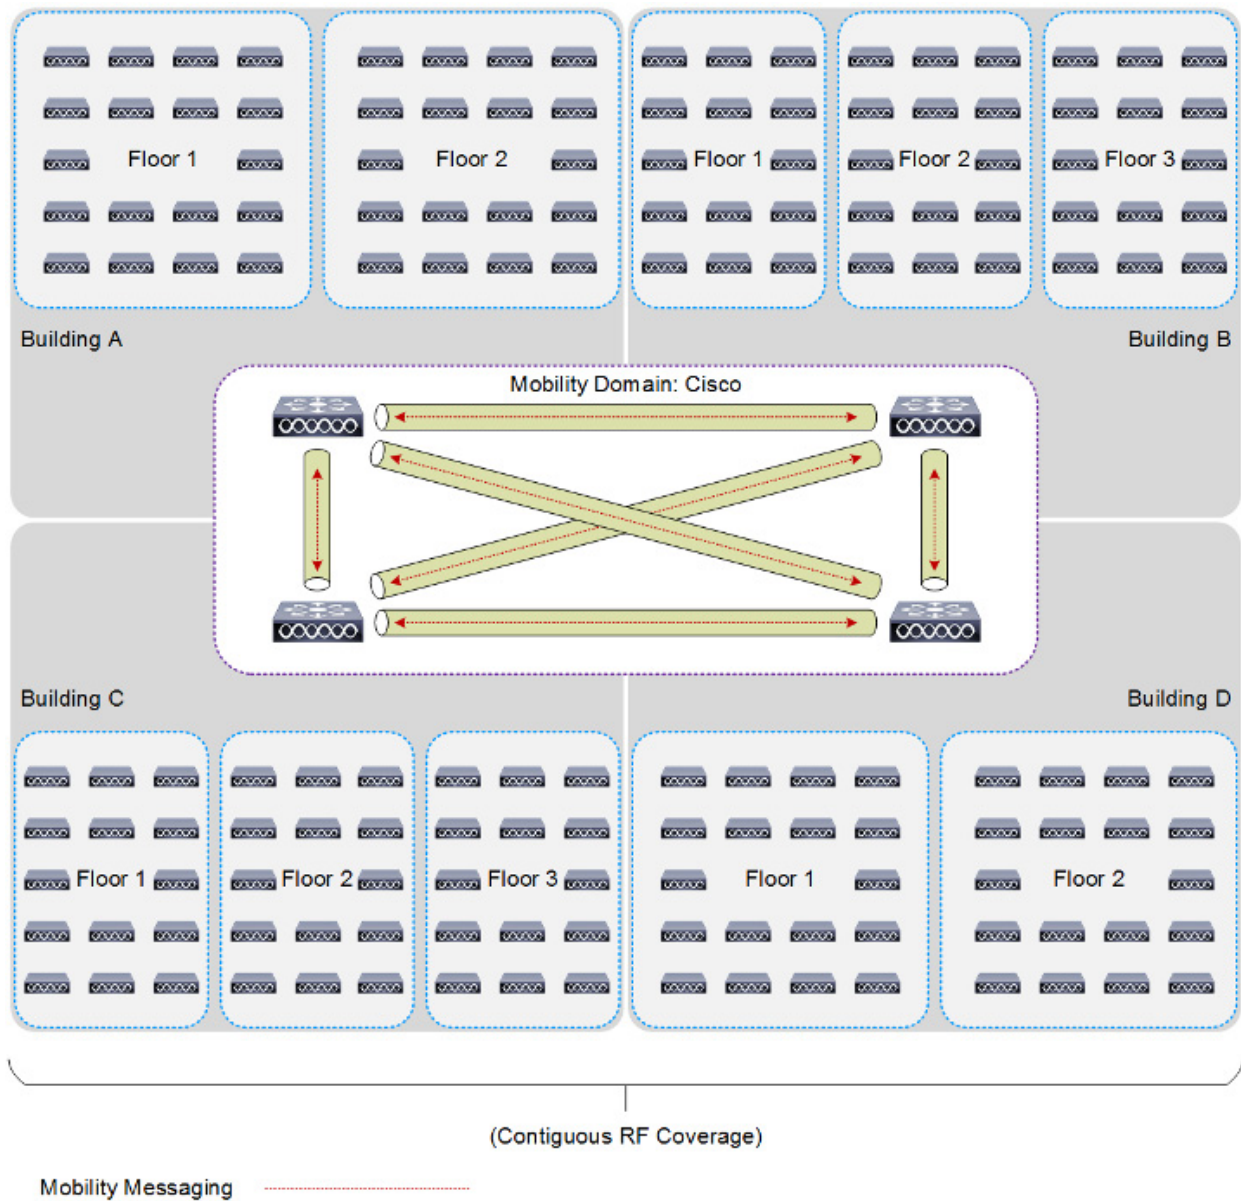 Floor 1
Floor 2
Floor 1
Floor 2
Floor 3
Building A
Building B
Mobility Domain: Cisco
Building C
Building D
Floor 1
Floor 2
Floor 3
Floor 1
Floor 2
(Contiguous RF Coverage)
Mobility Messaging